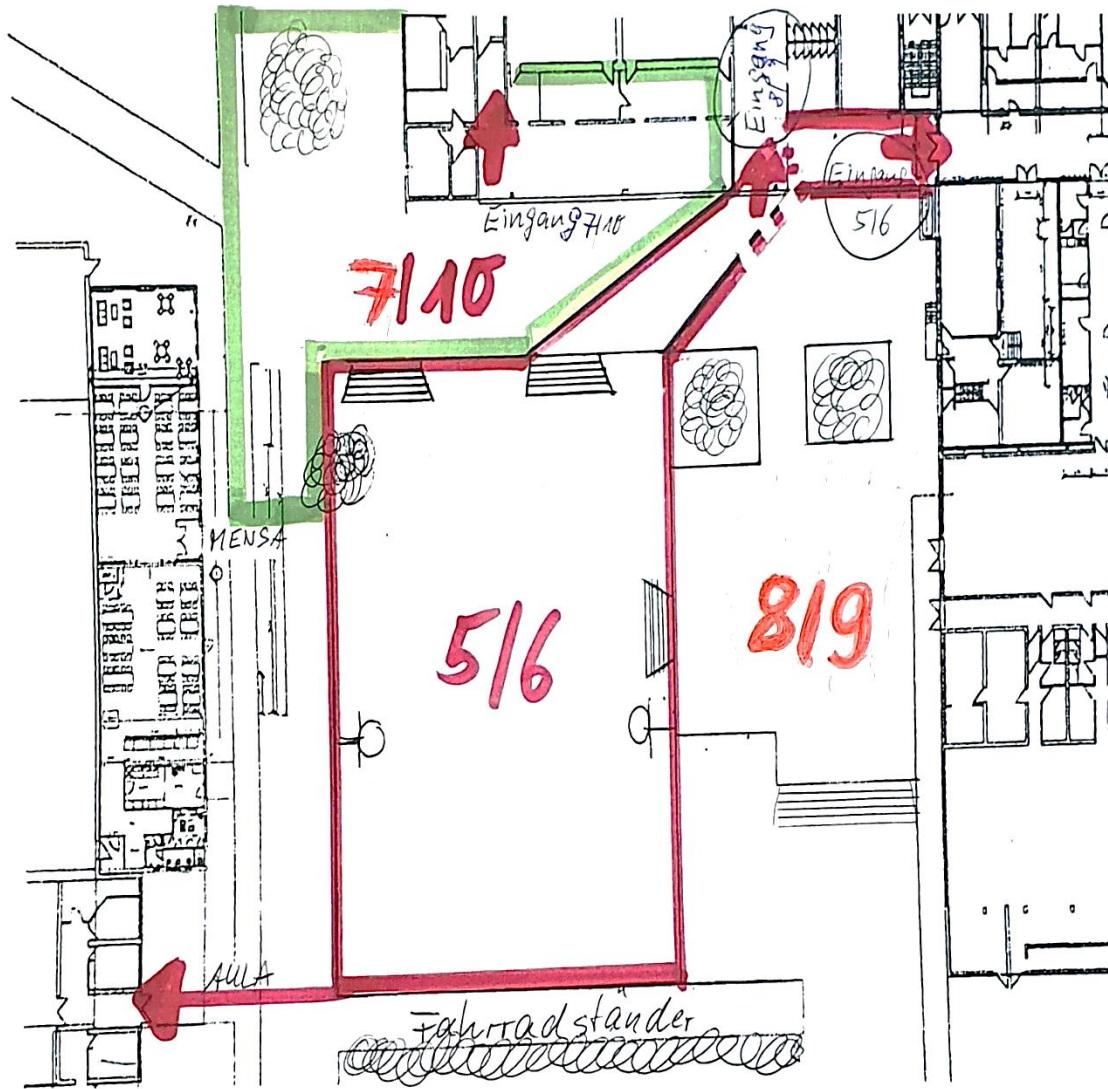 Eingang
8/9
Eingang
5/6
Eingang 7/10
7/10
MENSA
5/6
8/9
AULA
Fahrradständer